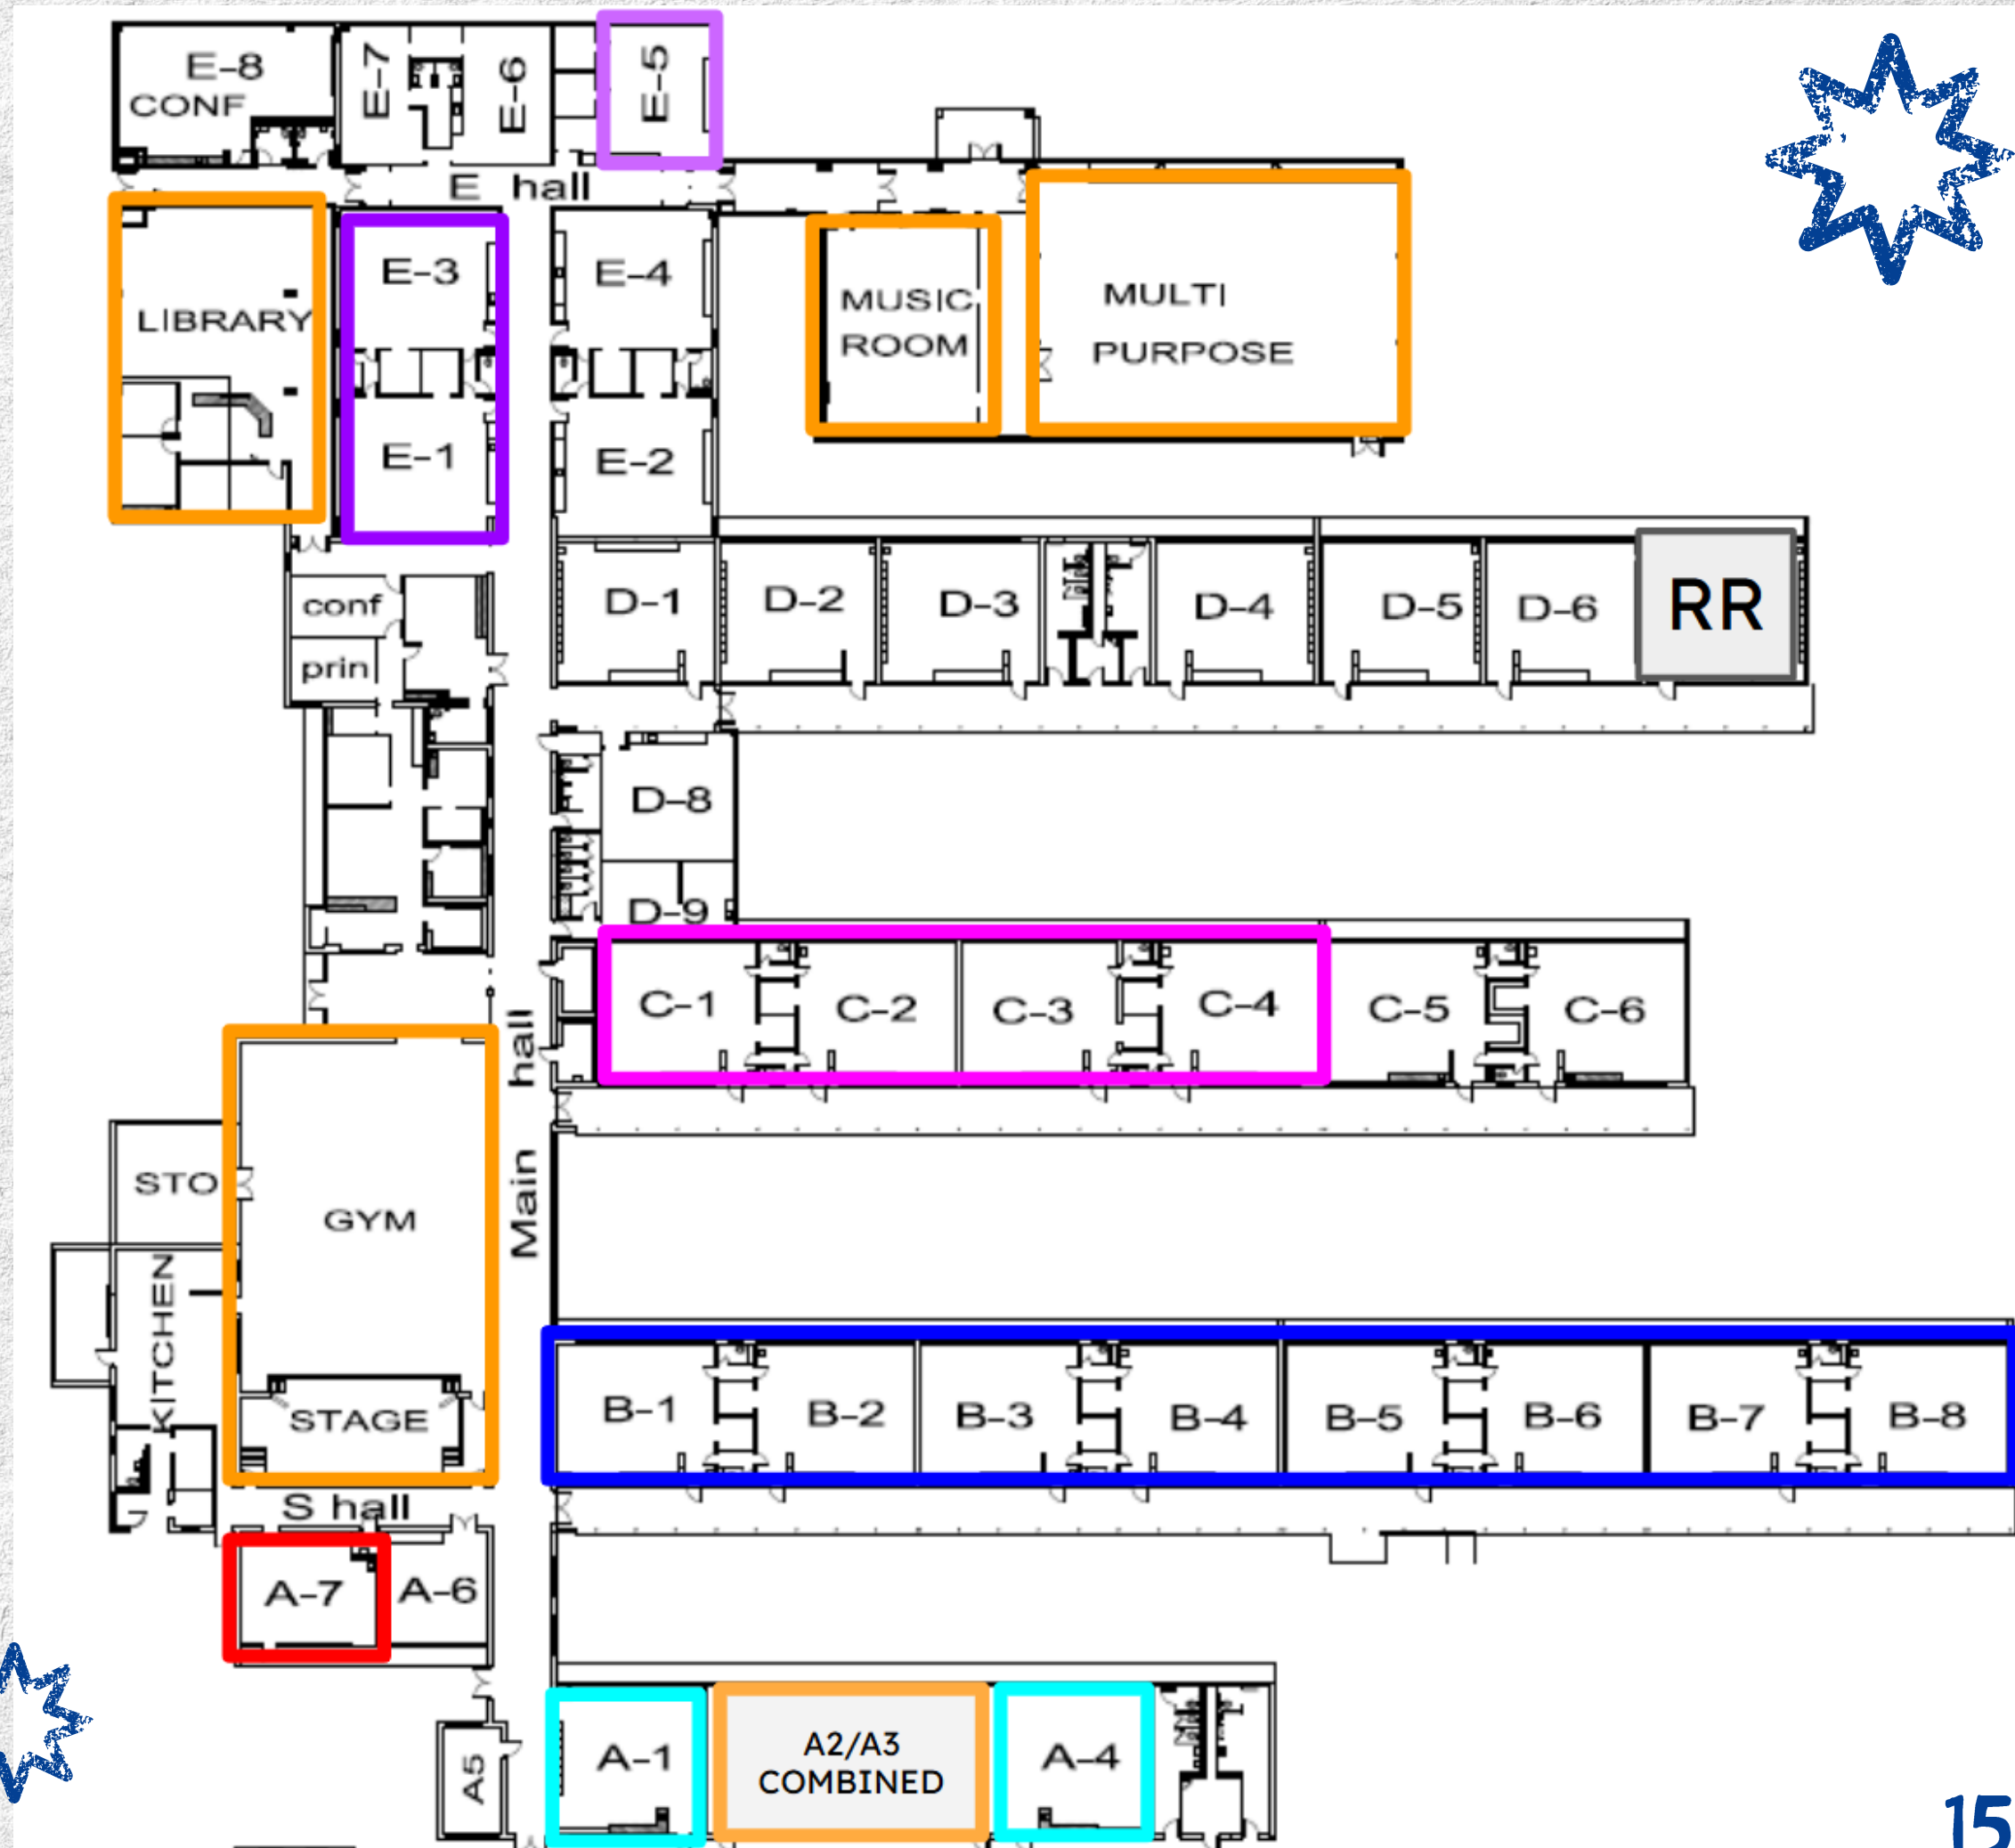 E-8
CONF
E-7
E-6
E-5
E hall
LIBRARY
E-3
E-4
MUSIC
ROOM
MULTI
PURPOSE
E-1
E-2
conf
prin
D-1
D-2
D-3
D-4
D-5
D-6
RR
D-8
D-9
C-1
C-2
C-3
C-4
C-5
C-6
Main hall
STO
GYM
KITCHEN
STAGE
B-1
B-2
B-3
B-4
B-5
B-6
B-7
B-8
S hall
A-7
A-6
A5
A-1
A2/A3
COMBINED
A-4
15